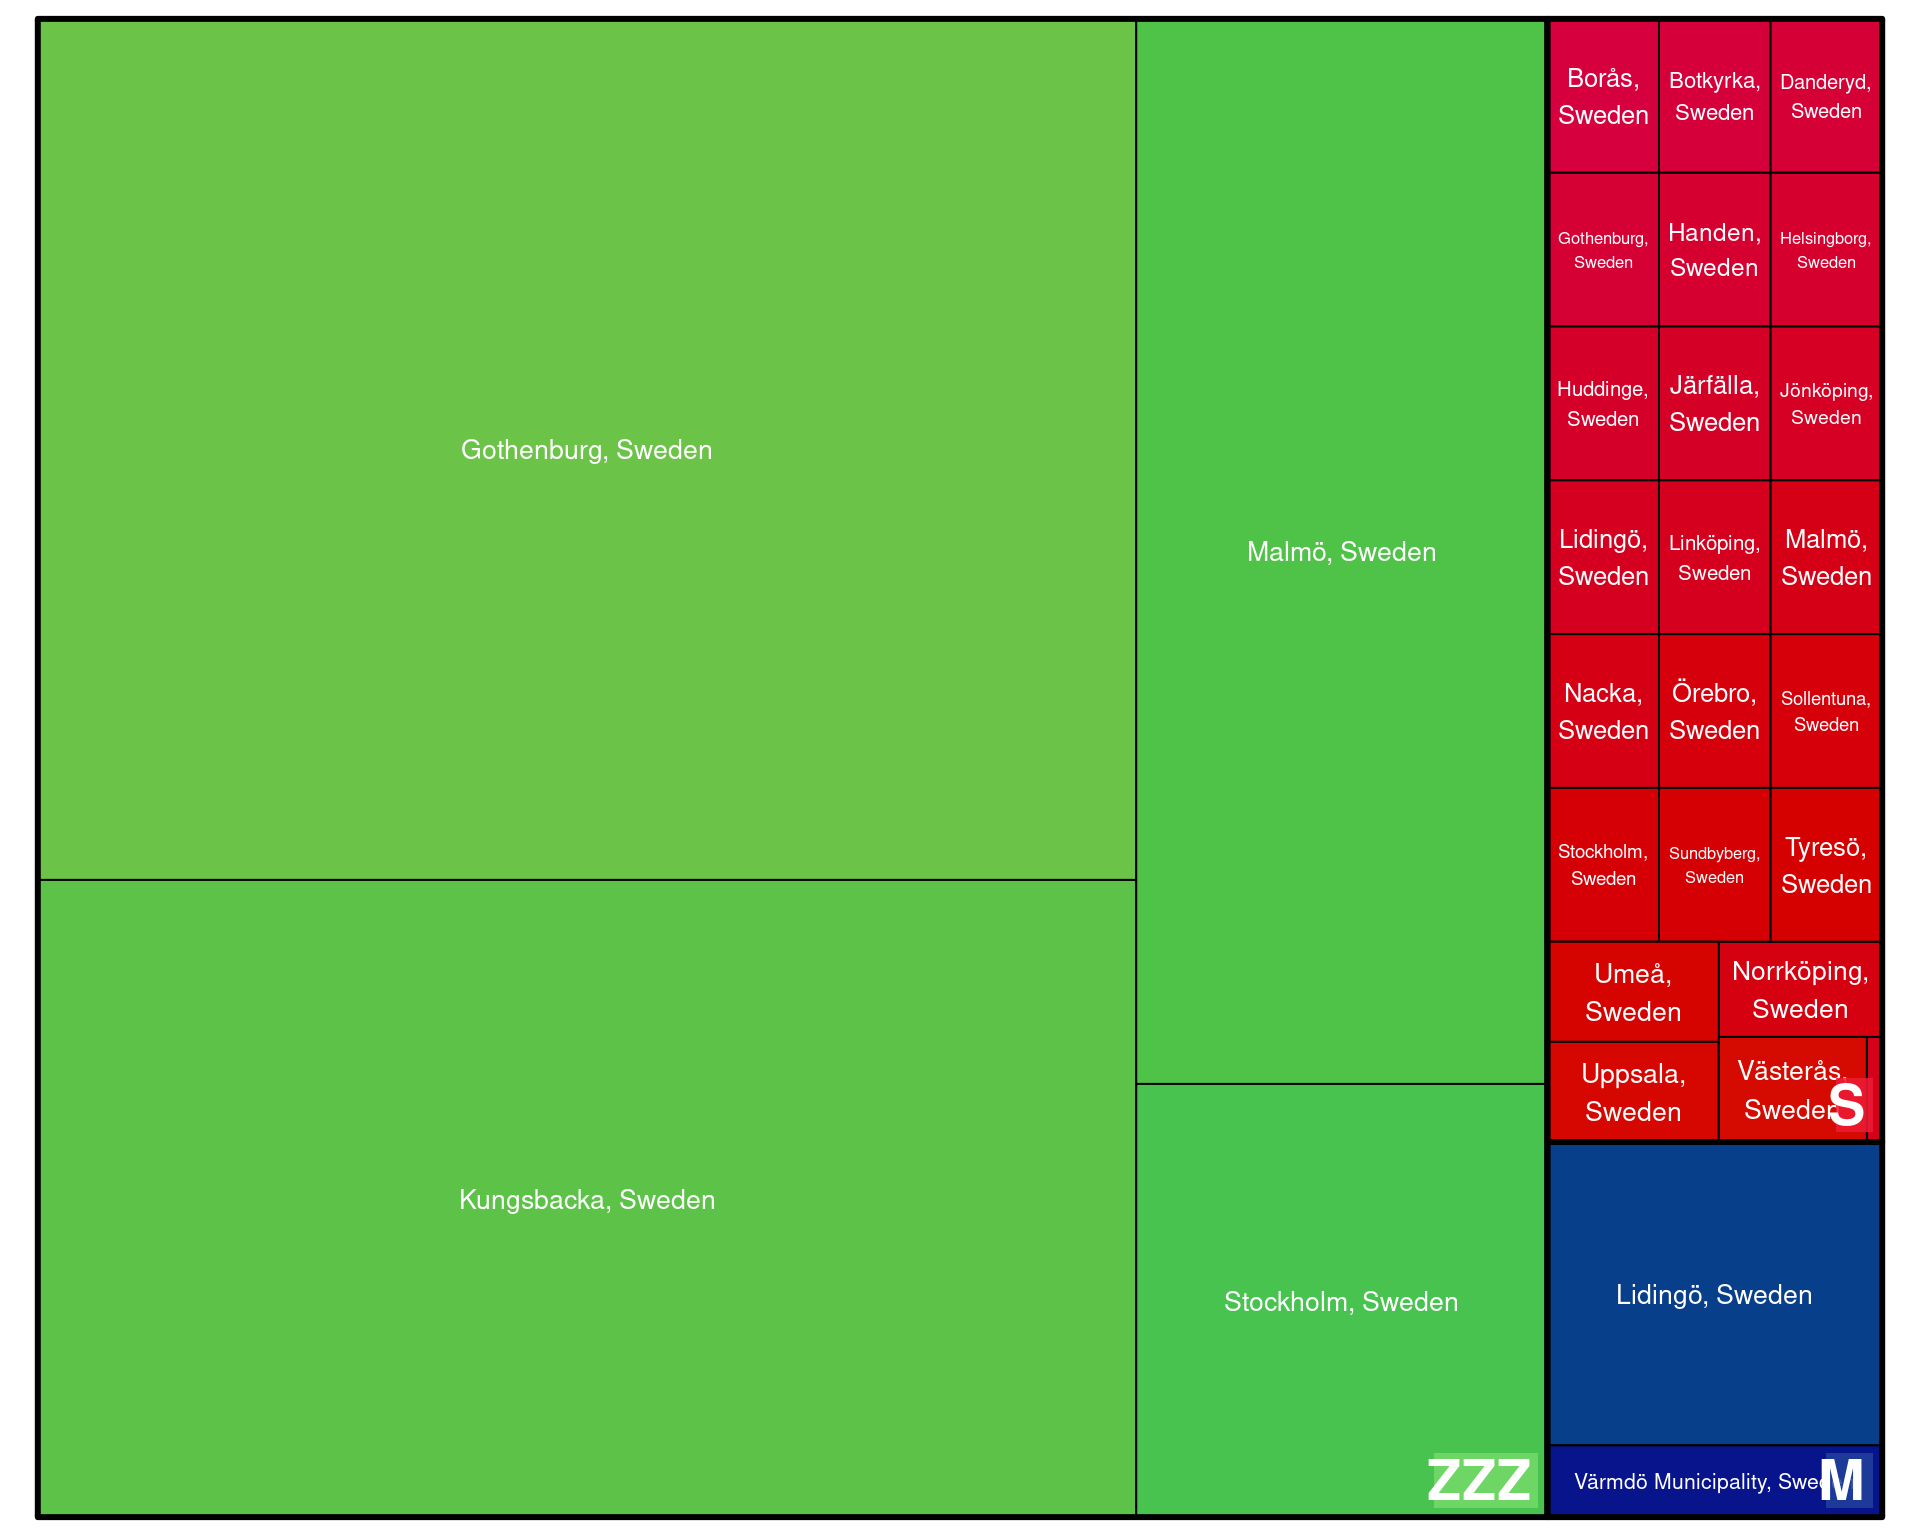 Gothenburg, Sweden
Kungsbacka, Sweden
Malmö, Sweden
Stockholm, Sweden
ZZZ
Borås,
Sweden
Botkyrka,
Sweden
Danderyd,
Sweden
Gothenburg,
Sweden
Handen,
Sweden
Helsingborg,
Sweden
Huddinge,
Sweden
Järfälla,
Sweden
Jönköping,
Sweden
Lidingö,
Sweden
Linköping,
Sweden
Malmö,
Sweden
Nacka,
Sweden
Örebro,
Sweden
Sollentuna,
Sweden
Stockholm,
Sweden
Sundbyberg,
Sweden
Tyresö,
Sweden
Umeå,
Sweden
Norrköping,
Sweden
Uppsala,
Sweden
Västerås,
Sweden
S
Lidingö, Sweden
Värmdö Municipality, Swed
M